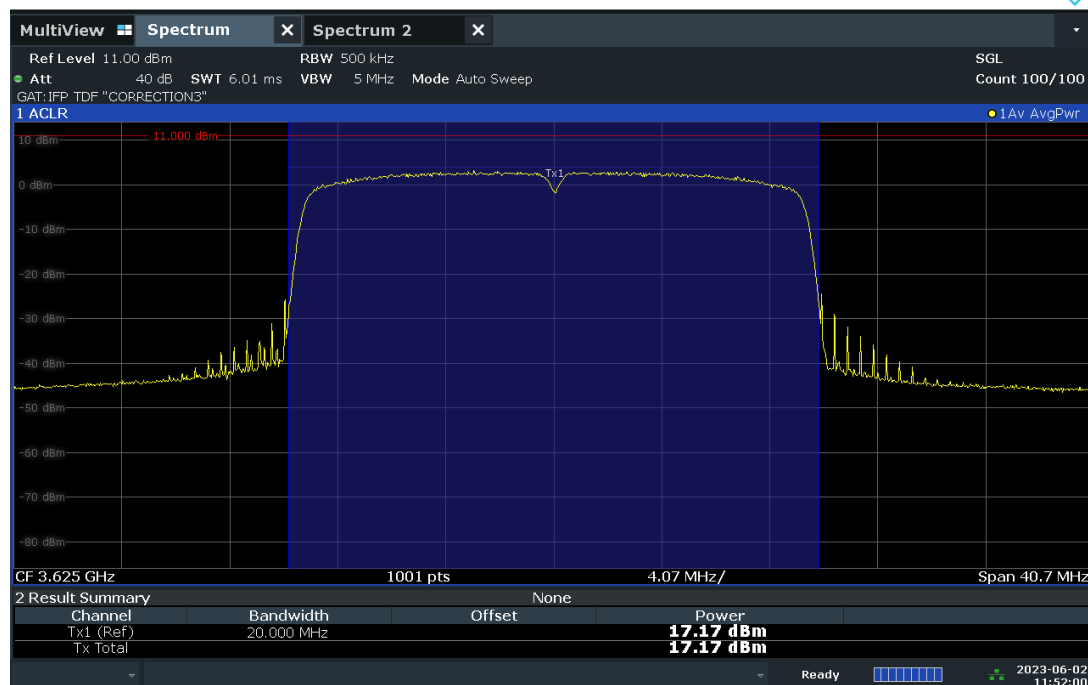 MultiView Spectrum X Spectrum 2 X
Ref Level 11.00 dBm RBW 500 kHz SGL
Att 40 dB SWT 6.01 ms VBW 5 MHz Mode Auto Sweep Count 100/100
GAT:IFP TDF "CORRECTION3"
1 ACLR 1Av AvgPwr
10 dBm
11.000 dBm
Tx1
0 dBm
-10 dBm
-20 dBm
-30 dBm
-40 dBm
-50 dBm
-60 dBm
-70 dBm
-80 dBm
CF 3.625 GHz 1001 pts 4.07 MHz/ Span 40.7 MHz
2 Result Summary None
Channel Bandwidth Offset Power
Tx1 (Ref) 20.000 MHz 17.17 dBm
Tx Total 17.17 dBm
Ready 2023-06-02
11:52:00